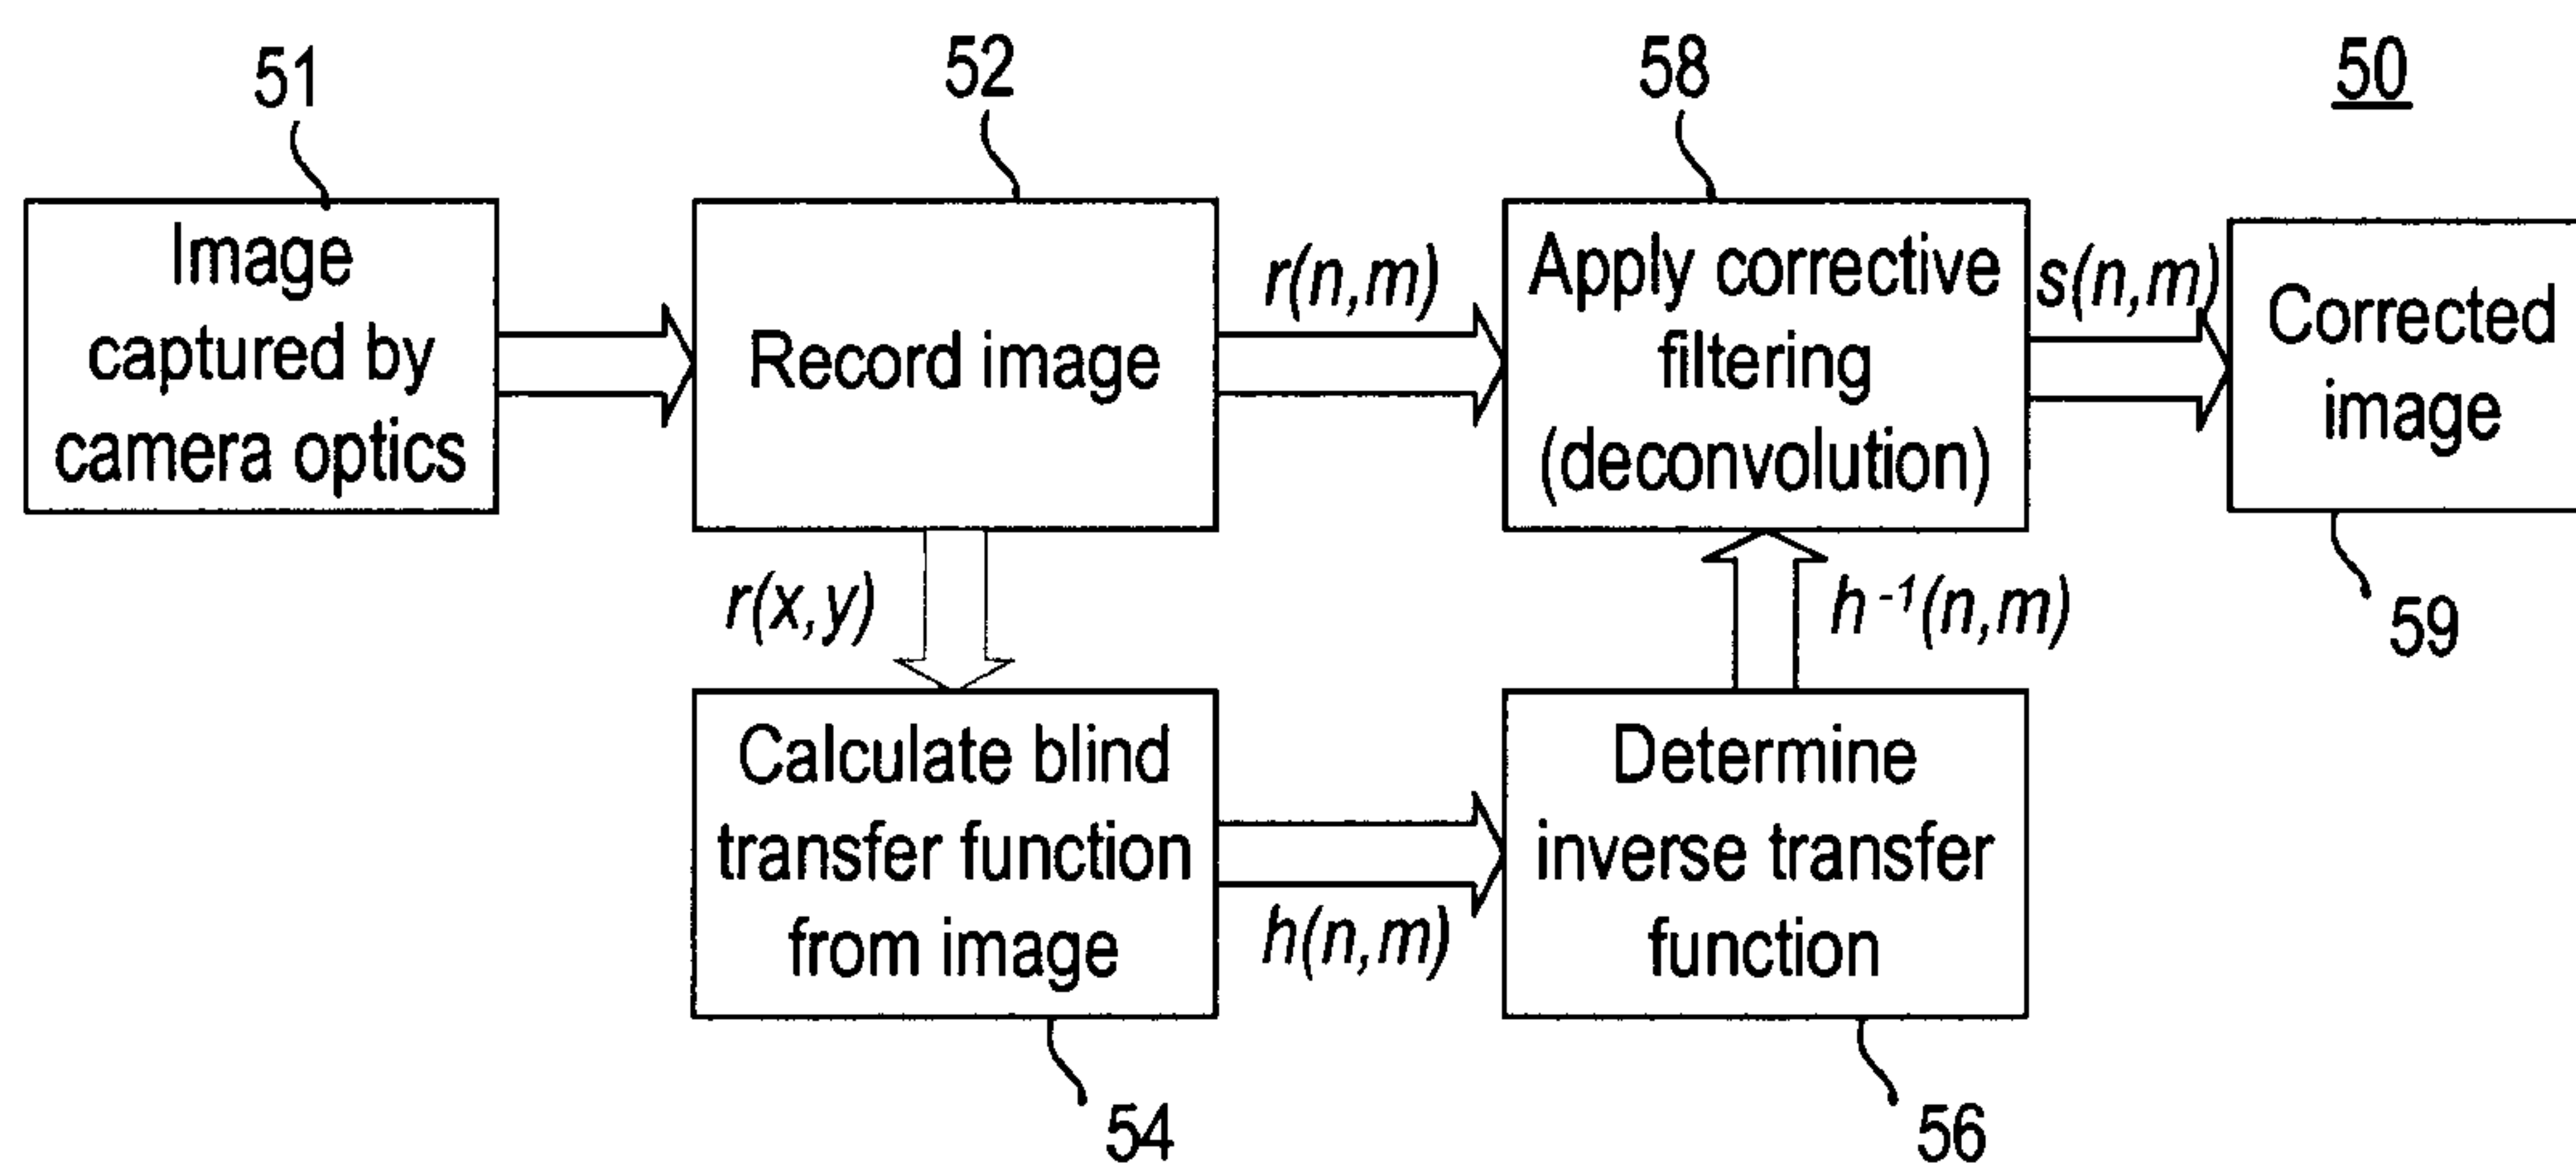 51
52
58
50
Image
captured by
camera optics
Record image
r(n,m)
Apply corrective
filtering
(deconvolution)
s(n,m)
Corrected
image
r(x,y)
h⁻¹(n,m)
59
Calculate blind
transfer function
from image
h(n,m)
Determine
inverse transfer
function
54
56